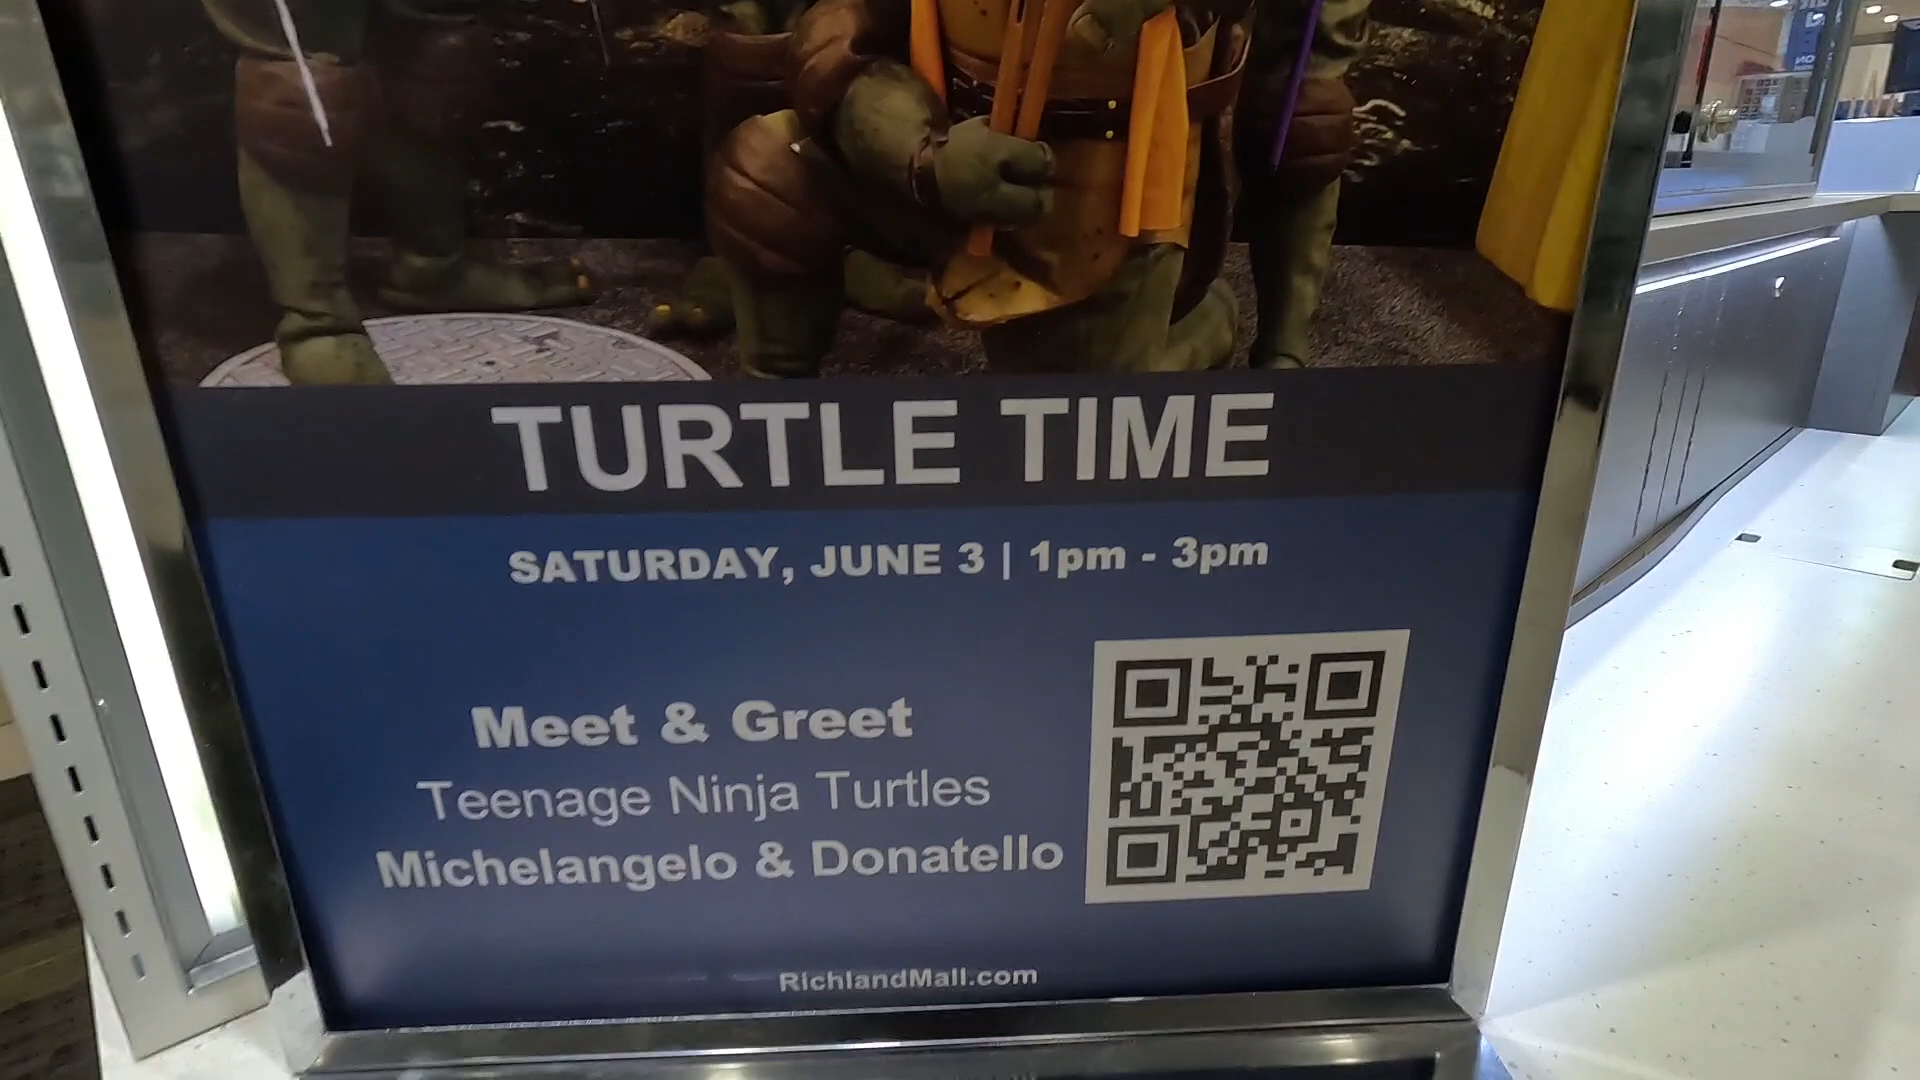 TURTLE TIME
SATURDAY, JUNE 3 | 1pm - 3pm
Meet & Greet
Teenage Ninja Turtles
Michelangelo & Donatello
RichlandMall.com